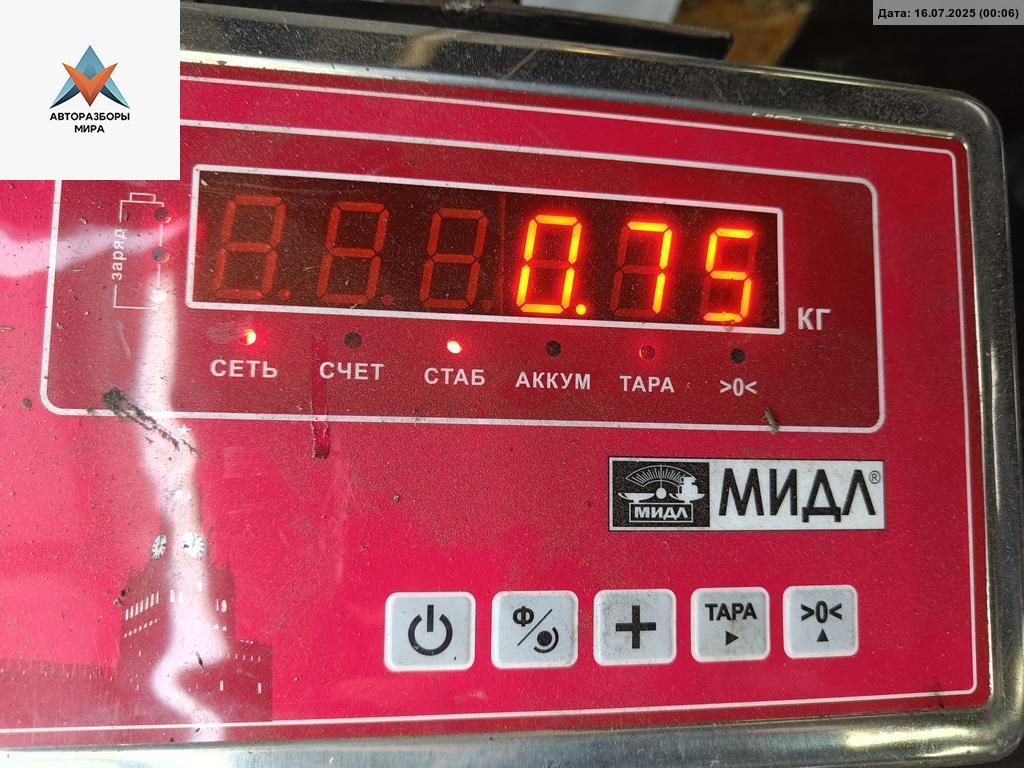 Дата: 16.07.2025 (00:06)
АВТОРАЗБОРЫ
МИРА
заряд
0.75
КГ
СЕТЬ СЧЕТ СТАБ АККУМ ТАРА >0<
МИДЛ МИДЛ®
Ф ТАРА >0<